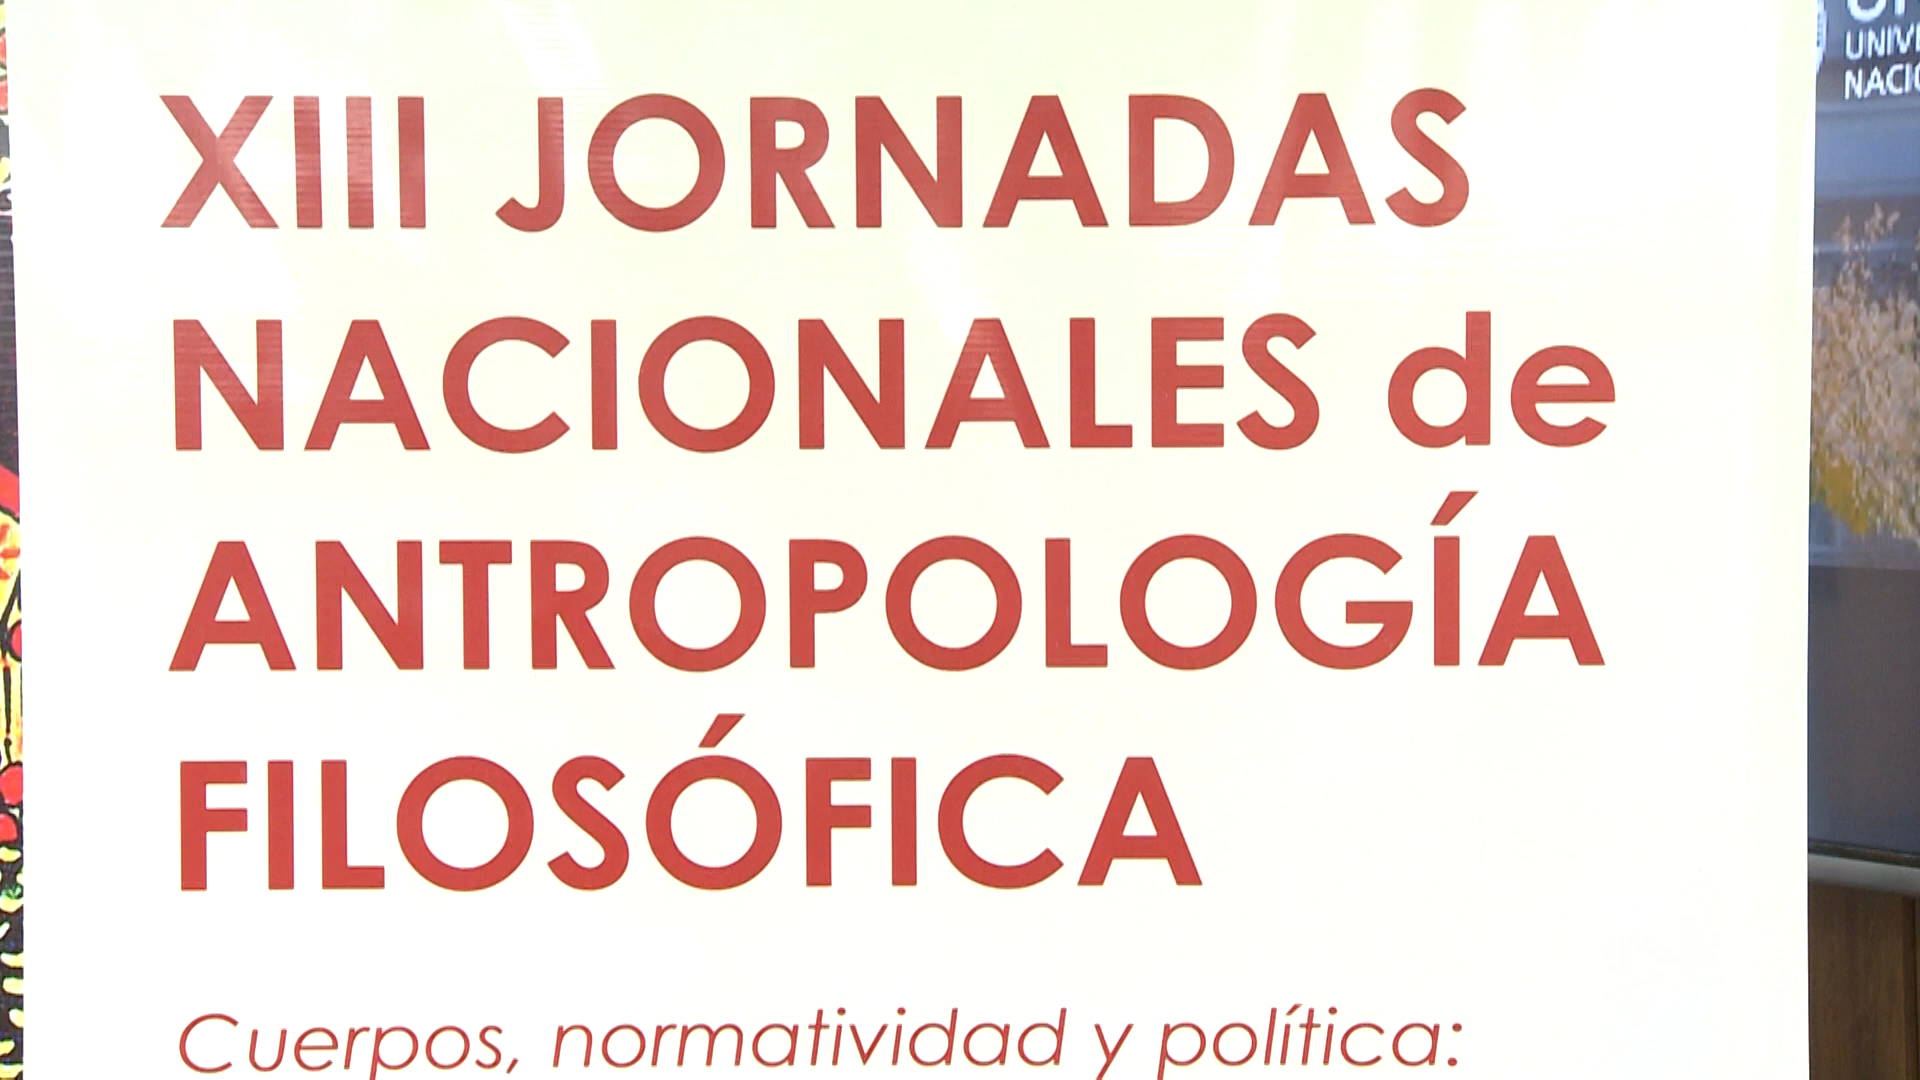 XIII JORNADAS
NACIONALES de
ANTROPOLOGÍA
FILOSÓFICA
Cuerpos, normatividad y política: